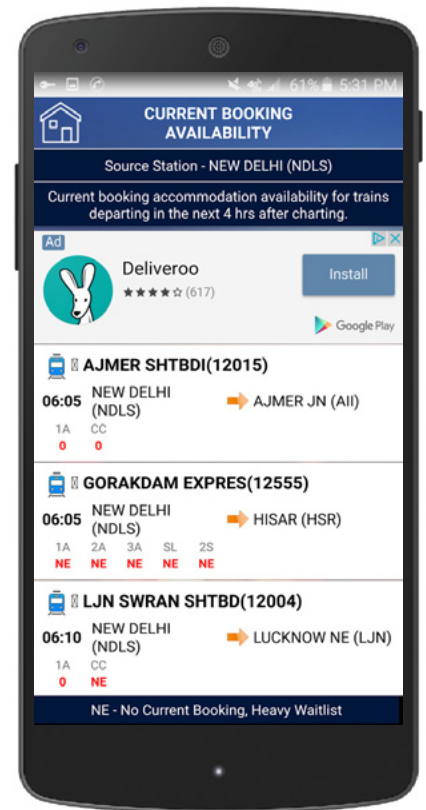 61% 5:31 PM
CURRENT BOOKING
AVAILABILITY
Source Station - NEW DELHI (NDLS)
Current booking accommodation availability for trains
departing in the next 4 hrs after charting.
Ad
Deliveroo
(617)
Install
Google Play
AJMER SHTBDI(12015)
06:05 NEW DELHI (NDLS) AJMER JN (AII)
1A CC
0 0
GORAKDAM EXPRES(12555)
06:05 NEW DELHI (NDLS) HISAR (HSR)
1A 2A 3A SL 2S
NE NE NE NE NE
LJN SWRAN SHTBD(12004)
06:10 NEW DELHI (NDLS) LUCKNOW NE (LJN)
1A CC
0 NE
NE - No Current Booking, Heavy Waitlist